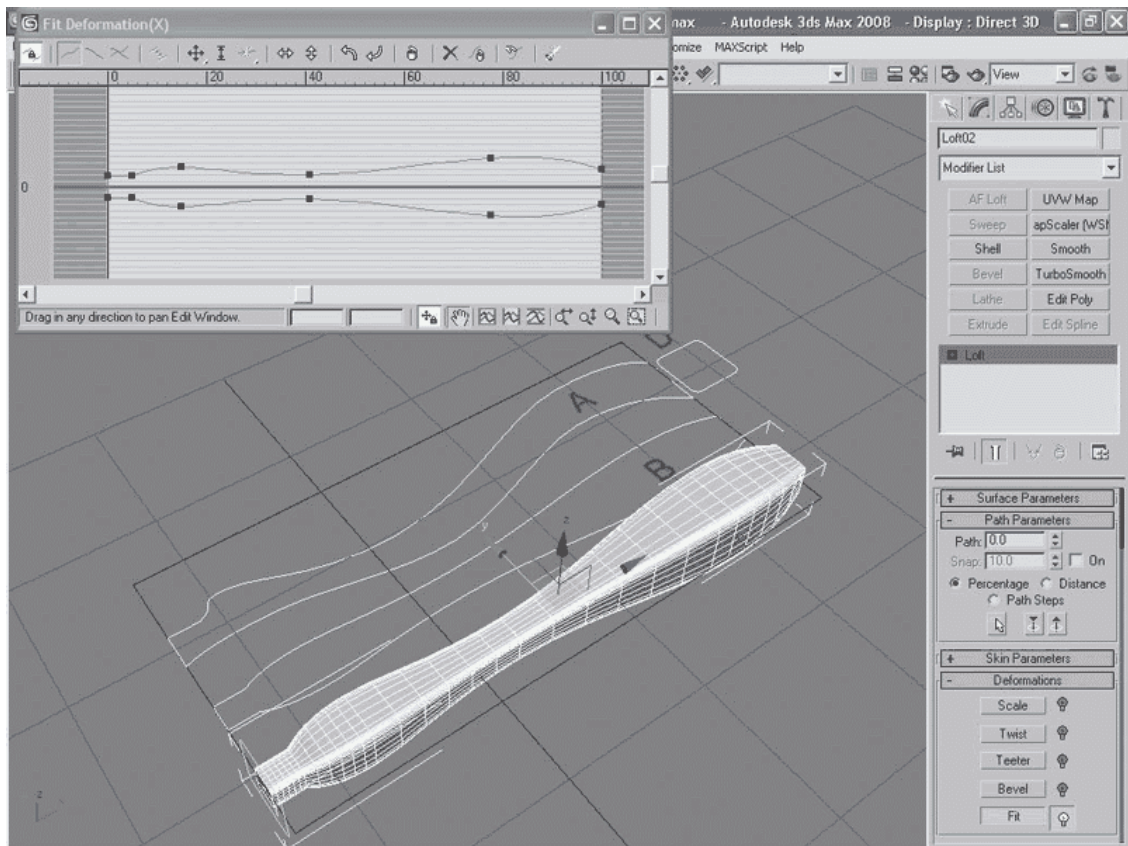 Fit Deformation(X)
max - Autodesk 3ds Max 2008 - Display : Direct 3D
omize MAXScript Help
0 20 40 60 80 100
View
0
Loft02
Modifier List
AF Loft UVW Map
Sweep apScaler (WSM
Shell Smooth
Bevel TurboSmooth
Lathe Edit Poly
Extrude Edit Spline
Drag in any direction to pan Edit Window.
Loft
A
B
z
y
+ Surface Parameters
- Path Parameters
Path: 0.0
Snap: 10.0 On
Percentage Distance
Path Steps
+ Skin Parameters
- Deformations
Scale
Twist
Teeter
Bevel
Fit
z